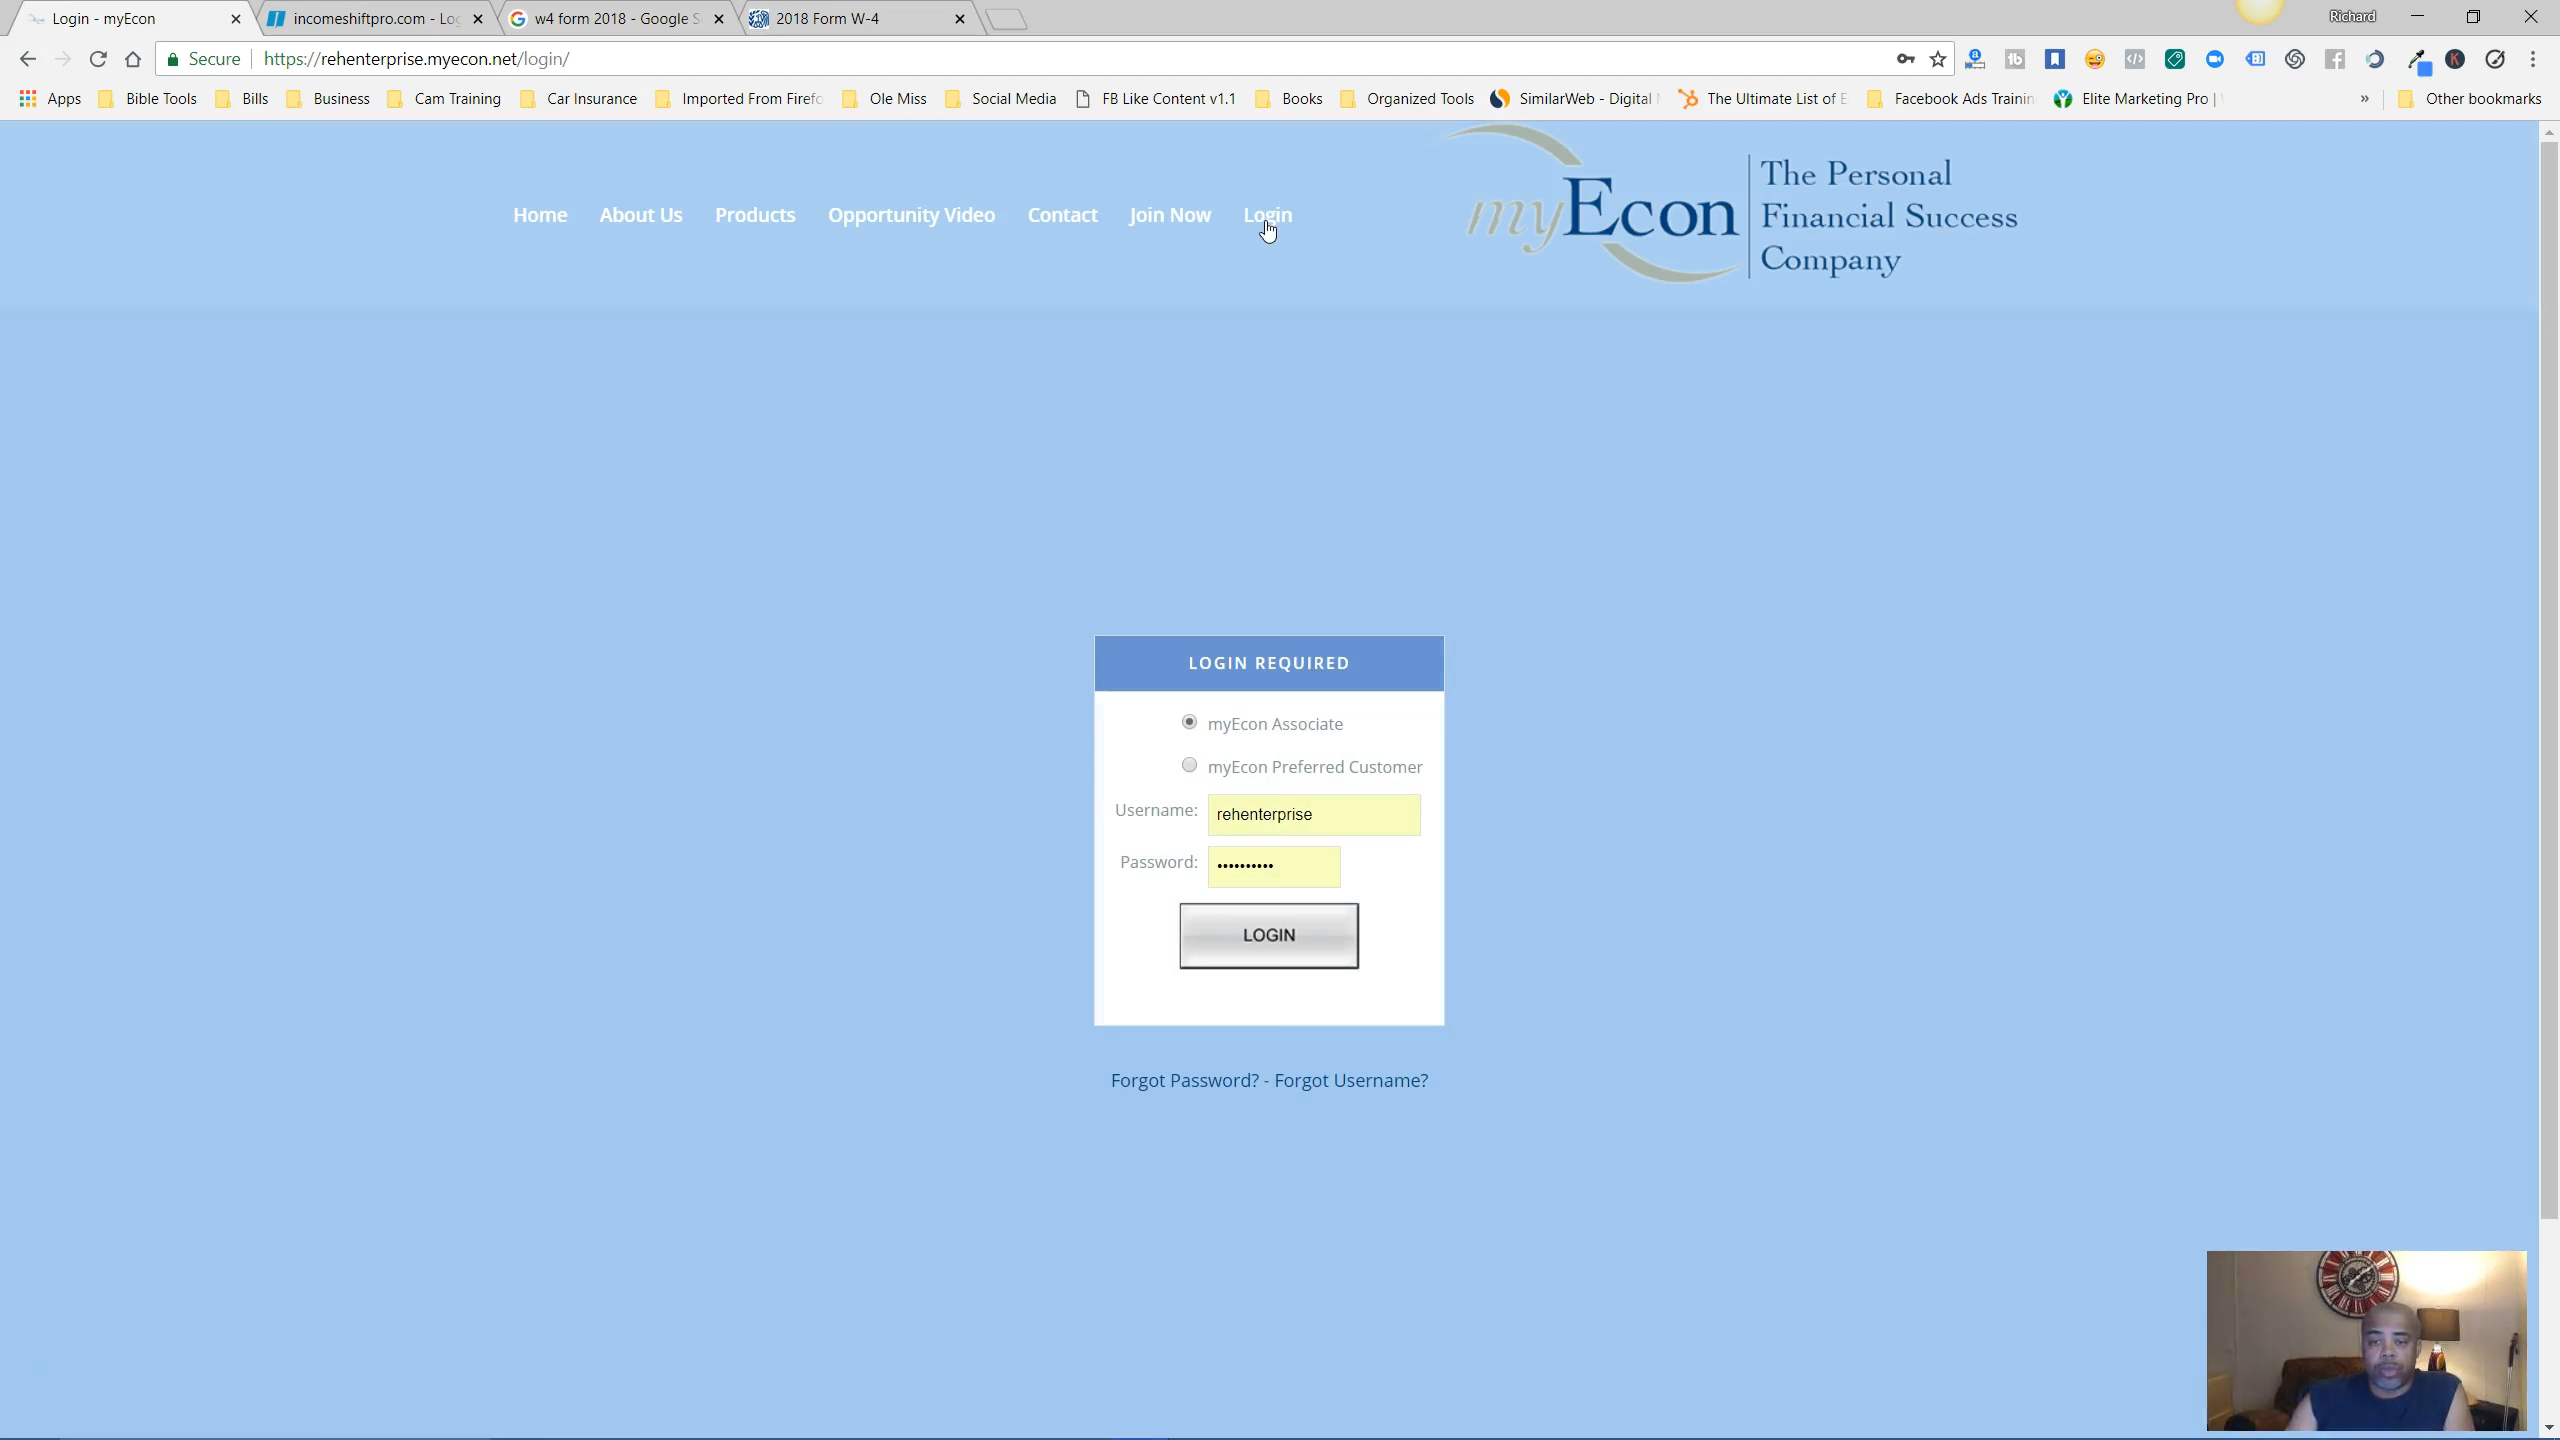 Login - myEcon
incomeshiftpro.com - Log
w4 form 2018 - Google S
2018 Form W-4
Richard
Secure
https://rehenterprise.myecon.net/login/
Apps
Bible Tools
Bills
Business
Cam Training
Car Insurance
Imported From Firefo
Ole Miss
Social Media
FB Like Content v1.1
Books
Organized Tools
SimilarWeb - Digital
The Ultimate List of E
Facebook Ads Trainin
Elite Marketing Pro |
»
Other bookmarks
Home
About Us
Products
Opportunity Video
Contact
Join Now
Login
myEcon
The Personal
Financial Success
Company
LOGIN REQUIRED
myEcon Associate
myEcon Preferred Customer
Username: rehenterprise
Password: ••••••••••
LOGIN
Forgot Password? - Forgot Username?